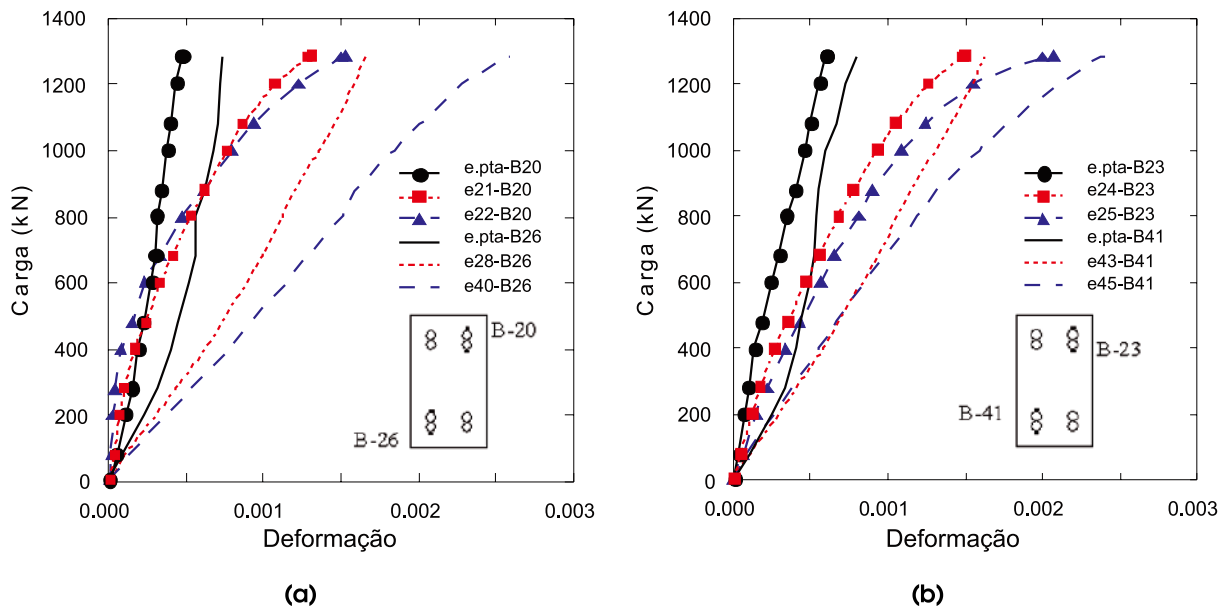 1400
1200
1000
800
600
400
200
0
Carga (kN)
0.000
0.001
0.002
0.003
Deformação
e.pta-B20
e21-B20
e22-B20
e.pta-B26
e28-B26
e40-B26
B-20
B-26
(a)
1400
1200
1000
800
600
400
200
0
Carga (kN)
0.000
0.001
0.002
0.003
Deformação
e.pta-B23
e24-B23
e25-B23
e.pta-B41
e43-B41
e45-B41
B-23
B-41
(b)